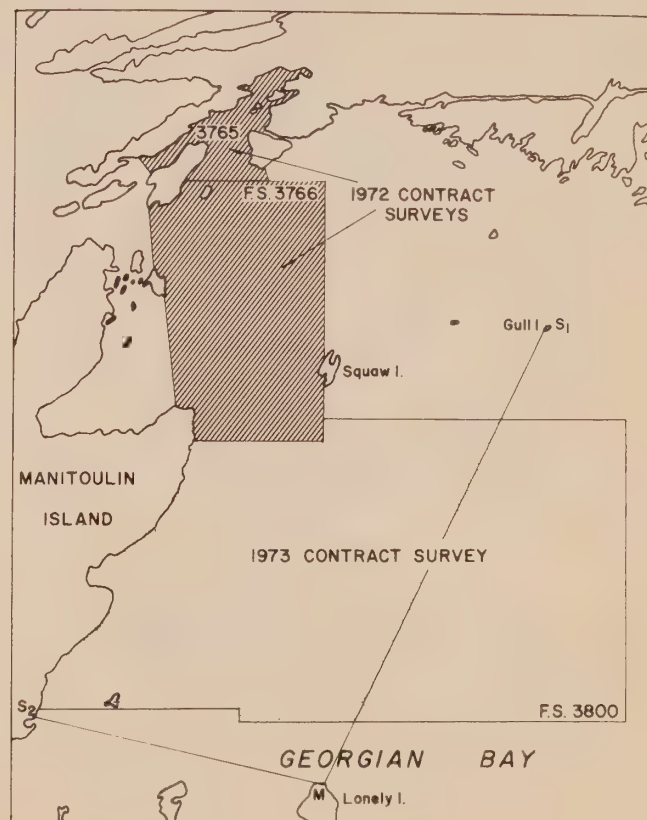 3765
F.S. 3766
1972 CONTRACT
SURVEYS
Gull I.
S1
Squaw I.
MANITOULIN
ISLAND
1973 CONTRACT SURVEY
S2
F.S. 3800
GEORGIAN BAY
M
Lonely I.